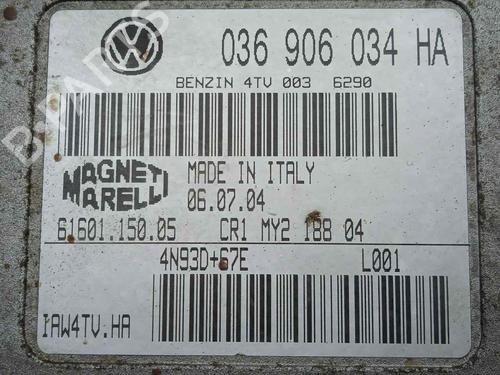 VW 036 906 034 HA
BENZIN 4TV 003 6290
MAGNETI MARELLI
MADE IN ITALY
06.07.04
61601.150.05 CR1 MY2 188 04
4N93D+67E L001
IAW4TV.HA